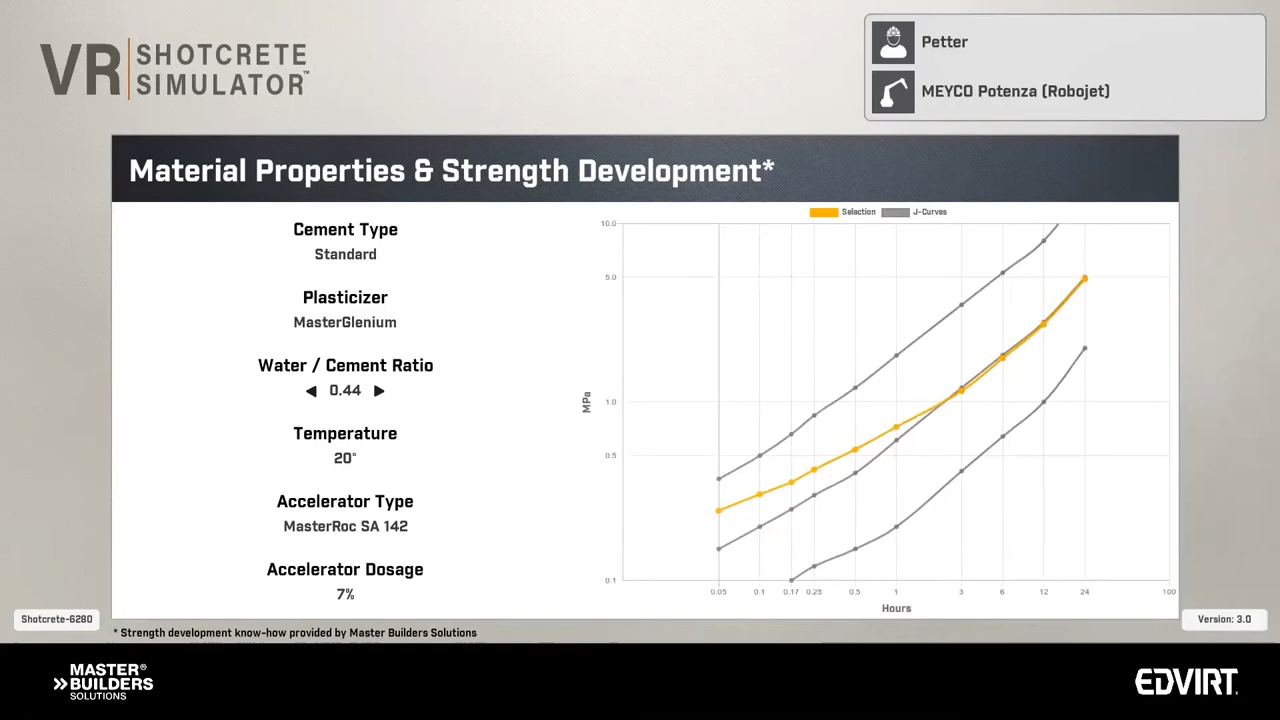 VR SHOTCRETE
SIMULATOR™
Petter
MEYCO Potenza (Robojet)
Material Properties & Strength Development*
Cement Type
Standard
Plasticizer
MasterGlenium
Water / Cement Ratio
0.44
Temperature
20°
Accelerator Type
MasterRoc SA 142
Accelerator Dosage
7%
Selection J-Curves
10.0
5.0
1.0
0.5
0.1
MPa
0.05 0.1 0.17 0.25 0.5 1 3 6 12 24 100
Hours
Shotcrete-6280
Version: 3.0
* Strength development know-how provided by Master Builders Solutions
MASTER®
BUILDERS
SOLUTIONS
EDVIRT